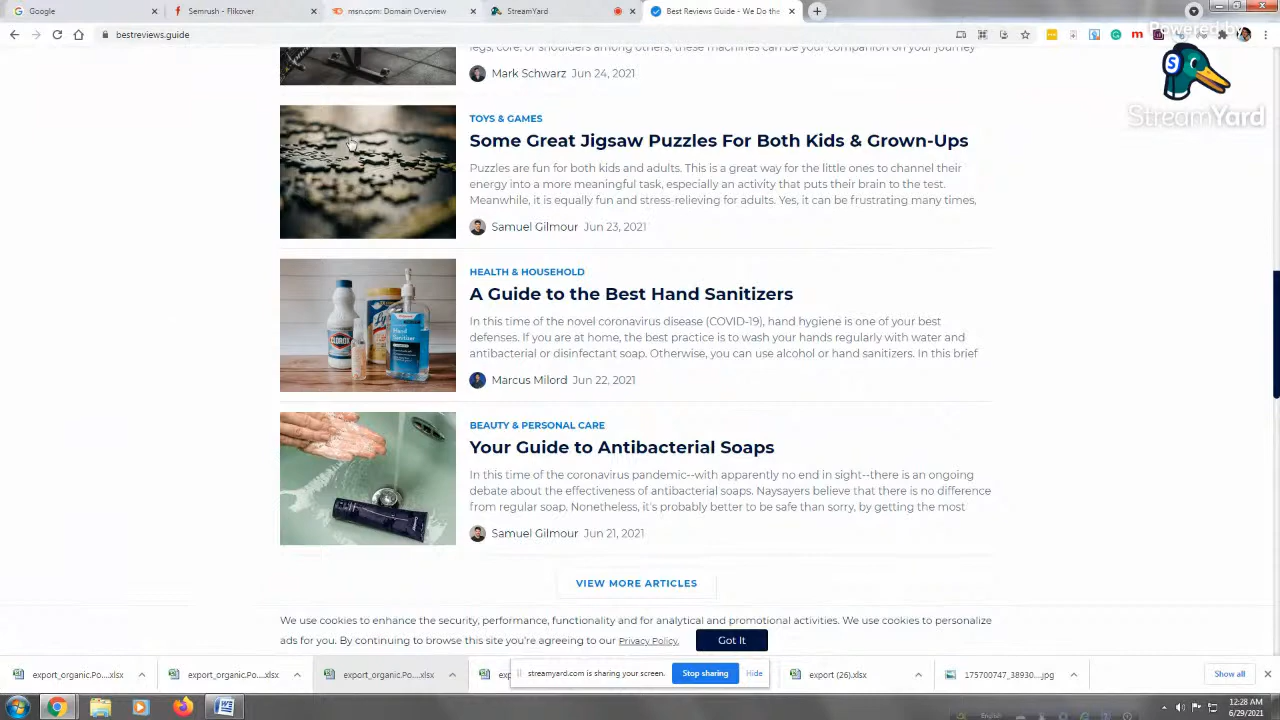 Google
Semrush - Flikover
msn.com: Domain Overview
SemRush
Best Reviews Guide - We Do the
bestreviews.guide
Powered by
StreamYard
legs, core, or shoulders among others, these machines can be your companion on your journey
Mark Schwarz Jun 24, 2021
TOYS & GAMES
Some Great Jigsaw Puzzles For Both Kids & Grown-Ups
Puzzles are fun for both kids and adults. This is a great way for the little ones to channel their
energy into a more meaningful task, especially an activity that puts their brain to the test.
Meanwhile, it is equally fun and stress-relieving for adults. Yes, it can be frustrating many times,
Samuel Gilmour Jun 23, 2021
HEALTH & HOUSEHOLD
A Guide to the Best Hand Sanitizers
In this time of the novel coronavirus disease (COVID-19), hand hygiene is one of your best
defenses. If you are at home, the best practice is to wash your hands regularly with water and
antibacterial or disinfectant soap. Otherwise, you can use alcohol or hand sanitizers. In this brief
Marcus Milord Jun 22, 2021
CLOROX
Hand
Sanitizer
BEAUTY & PERSONAL CARE
Your Guide to Antibacterial Soaps
In this time of the coronavirus pandemic--with apparently no end in sight--there is an ongoing
debate about the effectiveness of antibacterial soaps. Naysayers believe that there is no difference
from regular soap. Nonetheless, it's probably better to be safe than sorry, by getting the most
Samuel Gilmour Jun 21, 2021
VIEW MORE ARTICLES
We use cookies to enhance the security, performance, functionality and for analytical and promotional activities. We use cookies to personalize
ads for you. By continuing to browse this site you're agreeing to our Privacy Policy.
Got It
export_organic.Po....xlsx
export_organic.Po....xlsx
export_organic.Po....xlsx
streamyard.com is sharing your screen.
Stop sharing
Hide
export (26).xlsx
175700747_38930....jpg
Show all
English
12:28 AM
6/29/2021